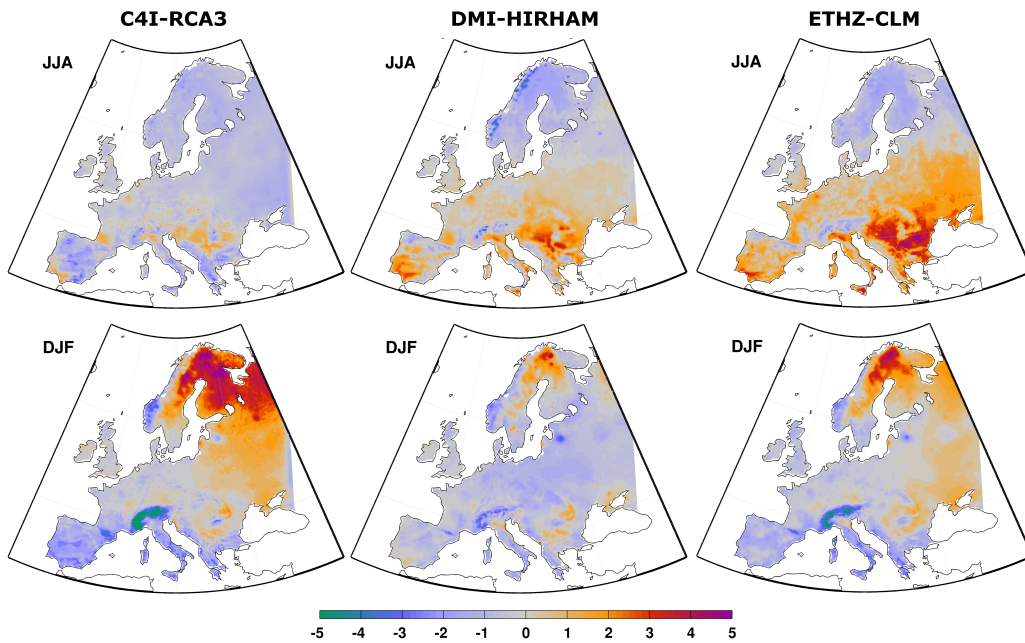 C4I-RCA3 DMI-HIRHAM ETHZ-CLM
JJA JJA JJA
DJF DJF DJF
-5 -4 -3 -2 -1 0 1 2 3 4 5